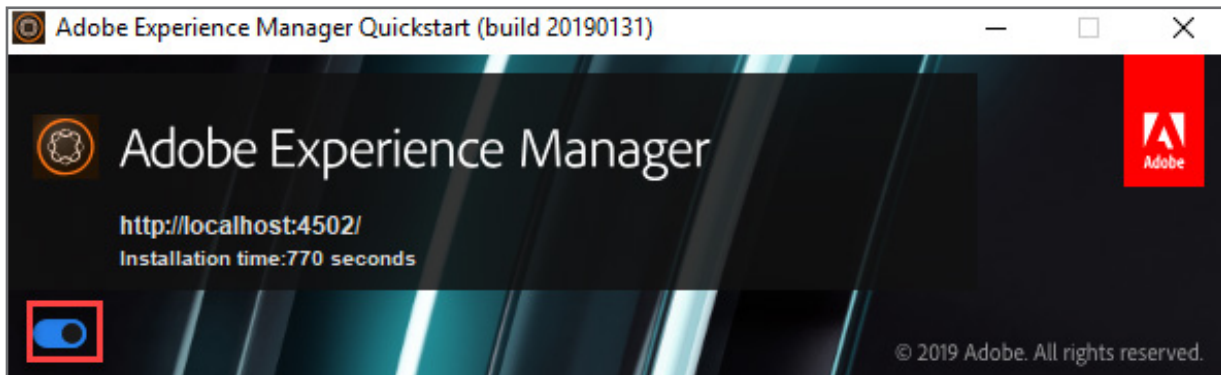 Adobe Experience Manager Quickstart (build 20190131)
Adobe Experience Manager
Adobe
http://localhost:4502/
Installation time:770 seconds
© 2019 Adobe. All rights reserved.